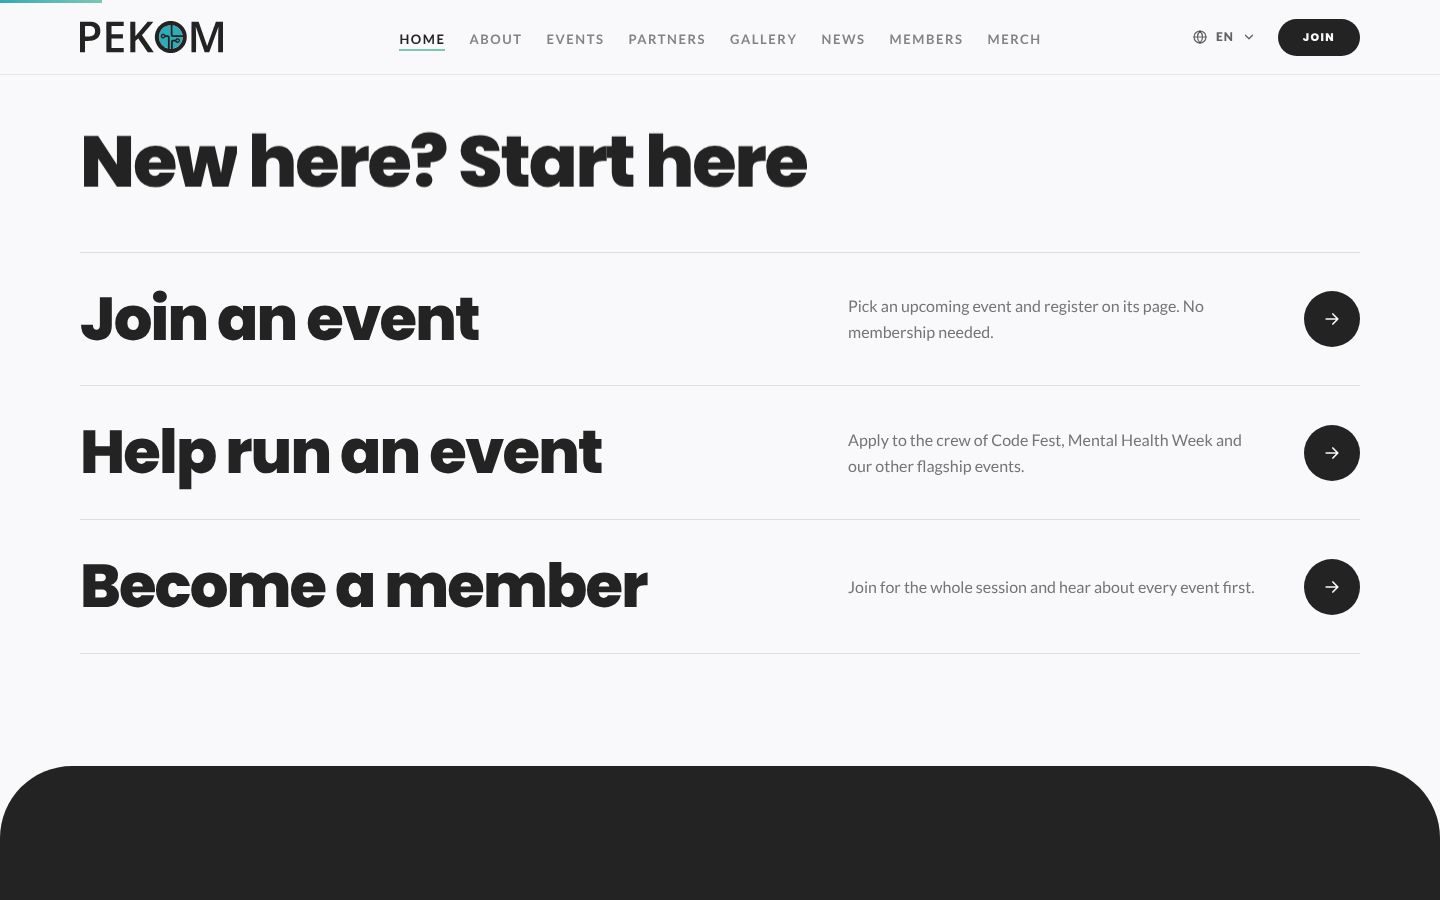 PEKOM
HOME ABOUT EVENTS PARTNERS GALLERY NEWS MEMBERS MERCH
EN
JOIN
New here? Start here
Join an event
Pick an upcoming event and register on its page. No
membership needed.
Help run an event
Apply to the crew of Code Fest, Mental Health Week and
our other flagship events.
Become a member
Join for the whole session and hear about every event first.